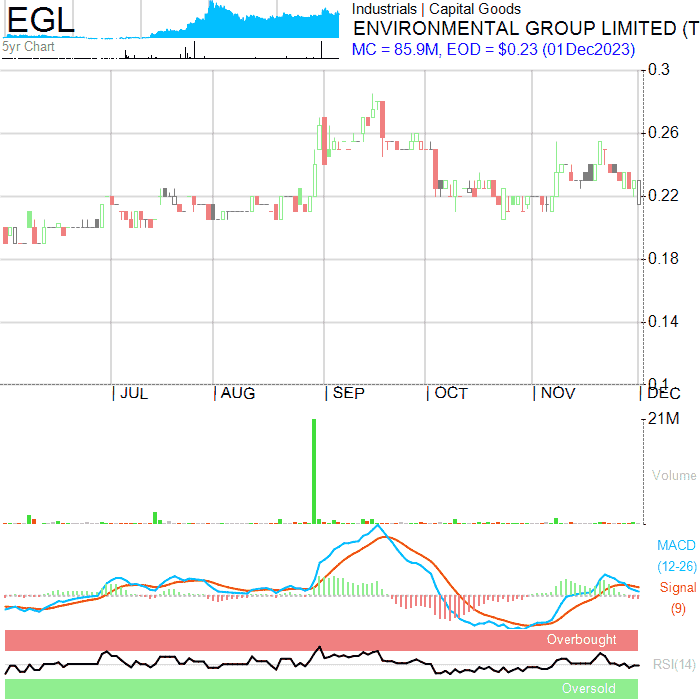 EGL
5yr Chart
Industrials | Capital Goods
ENVIRONMENTAL GROUP LIMITED (T
MC = 85.9M, EOD = $0.23 (01Dec2023)
0.3
0.26
0.22
0.18
0.14
0.1
| JUL | AUG | SEP | OCT | NOV | DEC
21M
Volume
MACD
(12-26)
Signal
(9)
Overbought
RSI(14)
Oversold